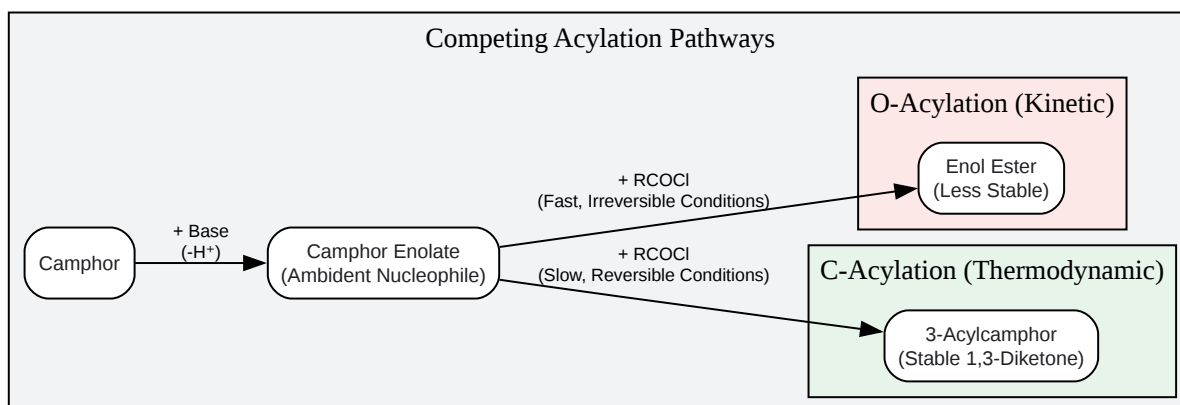 Competing Acylation Pathways
O-Acylation (Kinetic)
Enol Ester
(Less Stable)
+ RCOCl
(Fast, Irreversible Conditions)
+ Base
(-H⁺)
Camphor
Camphor Enolate
(Ambident Nucleophile)
+ RCOCl
(Slow, Reversible Conditions)
C-Acylation (Thermodynamic)
3-Acylcamphor
(Stable 1,3-Diketone)